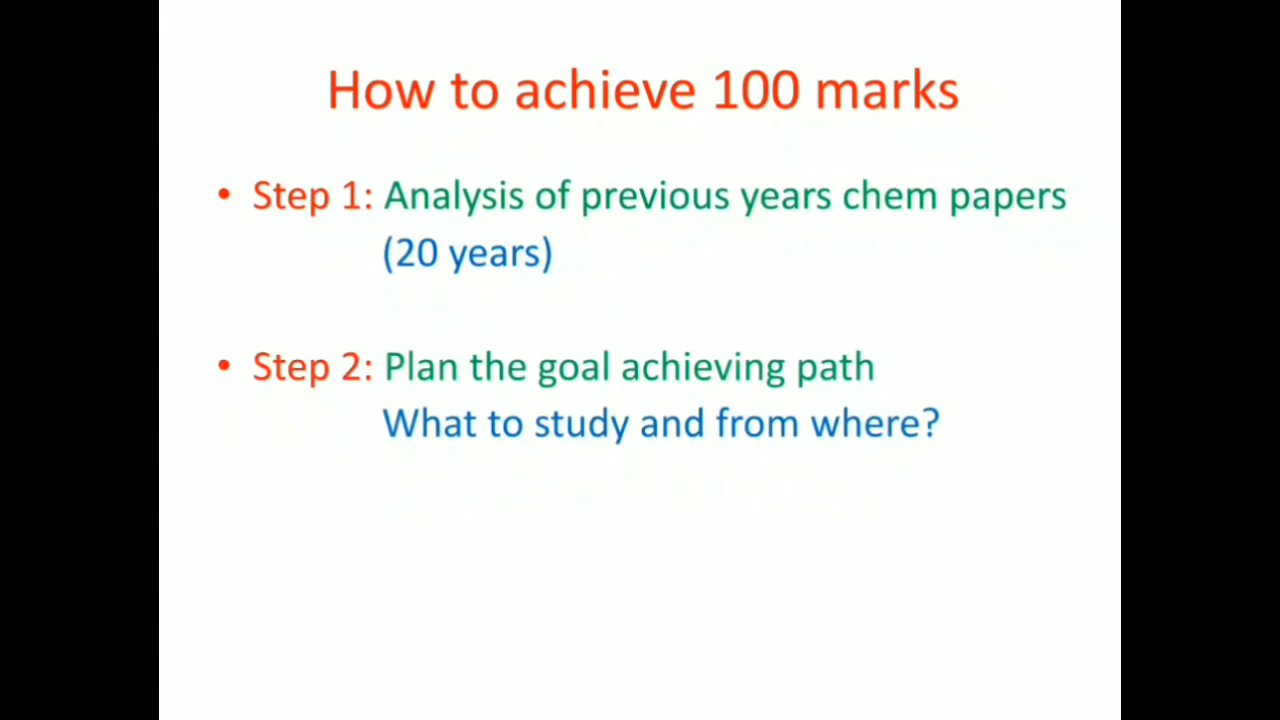 How to achieve 100 marks
• Step 1: Analysis of previous years chem papers
(20 years)
• Step 2: Plan the goal achieving path
What to study and from where?